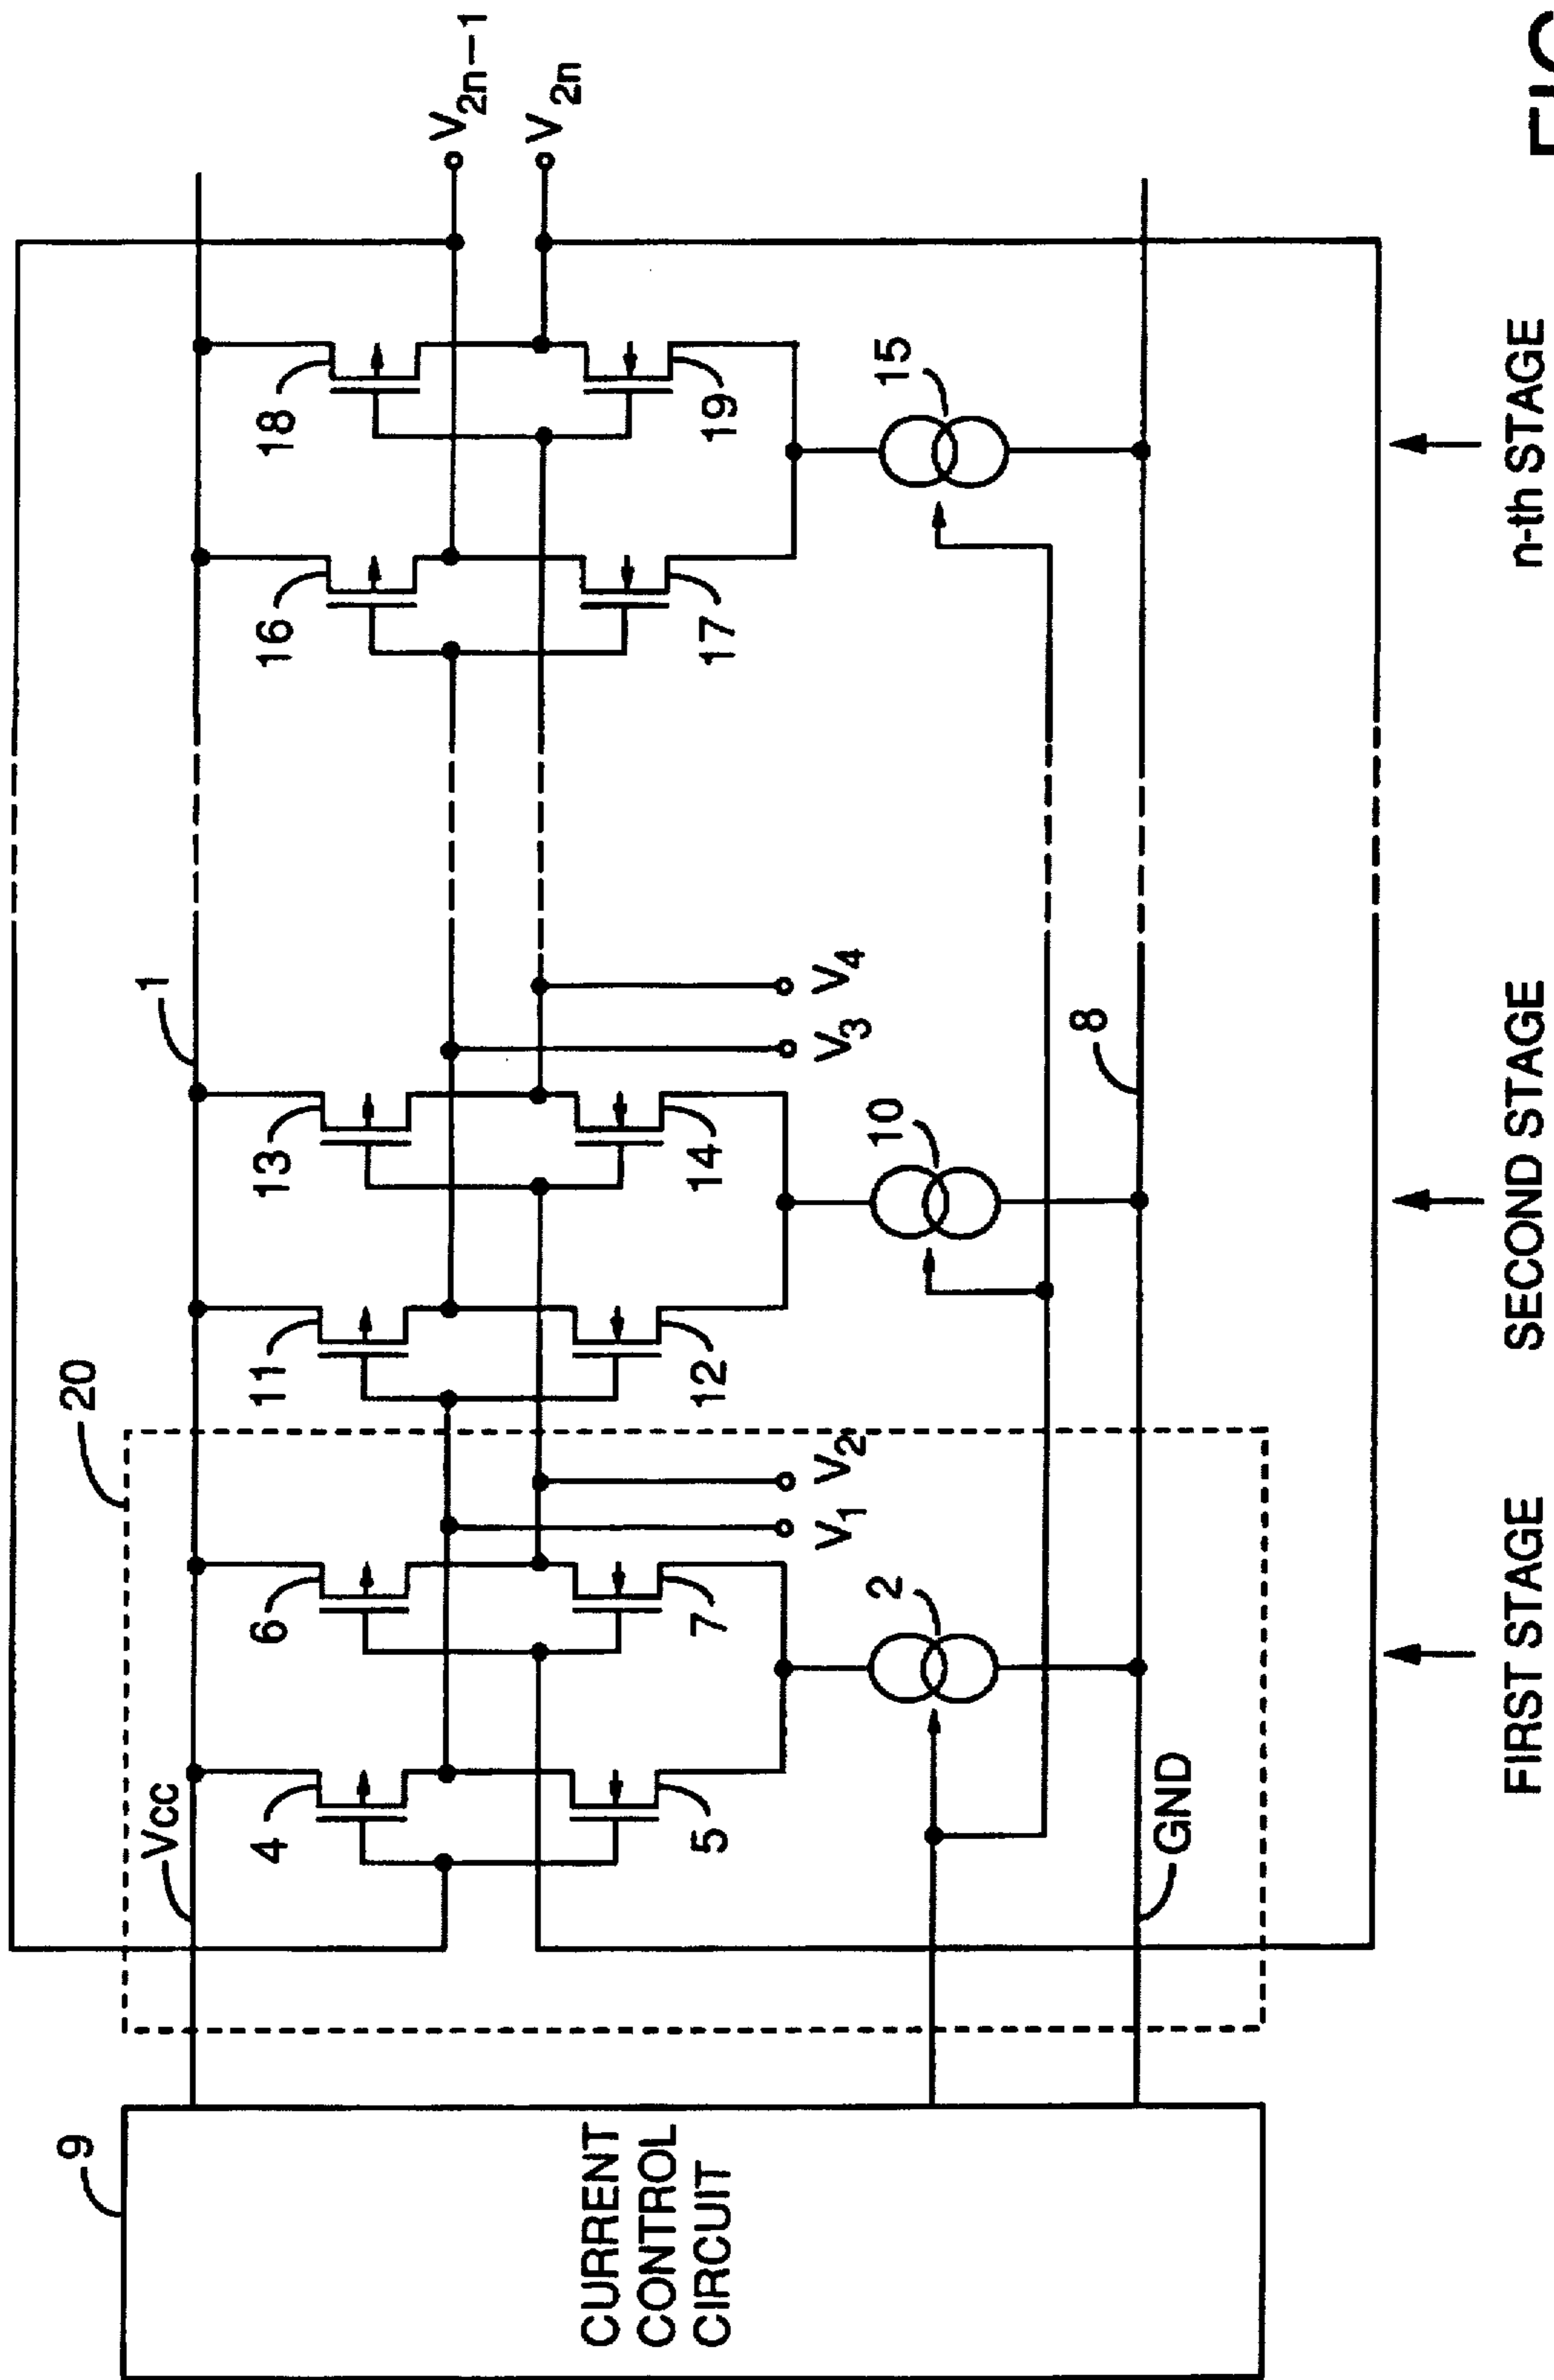 9
CURRENT
CONTROL
CIRCUIT
20
Vcc
1
4
6
11
13
16
18
5
7
12
14
17
19
V1
V2
V3
V4
V2n-1
V2n
2
10
15
8
GND
FIRST STAGE
SECOND STAGE
n-th STAGE